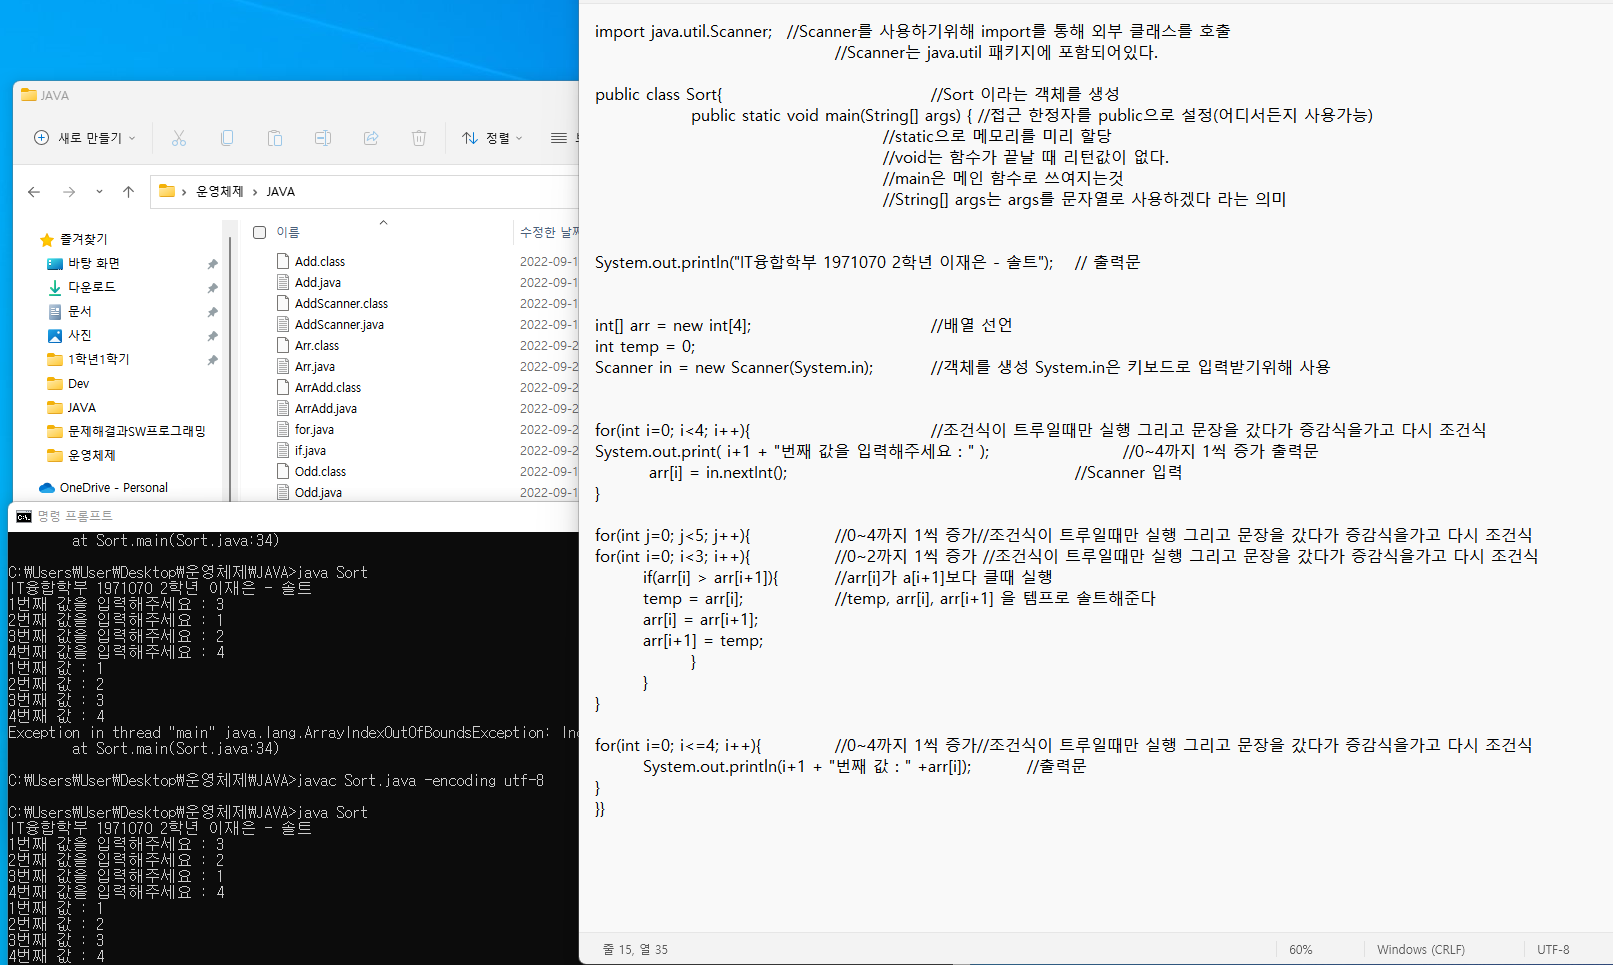 JAVA
새로 만들기
정렬
운영체제 > JAVA
즐겨찾기
바탕 화면
다운로드
문서
사진
1학년1학기
Dev
JAVA
문제해결과SW프로그래밍
운영체제
OneDrive - Personal
이름
수정한 날짜
Add.class 2022-09-1
Add.java 2022-09-1
AddScanner.class 2022-09-1
AddScanner.java 2022-09-1
Arr.class 2022-09-2
Arr.java 2022-09-2
ArrAdd.class 2022-09-2
ArrAdd.java 2022-09-2
for.java 2022-09-2
if.java 2022-09-2
Odd.class 2022-09-1
Odd.java 2022-09-1
명령 프롬프트
at Sort.main(Sort.java:34)
C:₩Users₩User₩Desktop₩운영체제₩JAVA>java Sort
IT융합학부 1971070 2학년 이재은 - 솔트
1번째 값을 입력해주세요 : 3
2번째 값을 입력해주세요 : 1
3번째 값을 입력해주세요 : 2
4번째 값을 입력해주세요 : 4
1번째 값 : 1
2번째 값 : 2
3번째 값 : 3
4번째 값 : 4
Exception in thread "main" java.lang.ArrayIndexOutOfBoundsException: Ind
at Sort.main(Sort.java:34)
C:₩Users₩User₩Desktop₩운영체제₩JAVA>javac Sort.java -encoding utf-8
C:₩Users₩User₩Desktop₩운영체제₩JAVA>java Sort
IT융합학부 1971070 2학년 이재은 - 솔트
1번째 값을 입력해주세요 : 3
2번째 값을 입력해주세요 : 2
3번째 값을 입력해주세요 : 1
4번째 값을 입력해주세요 : 4
1번째 값 : 1
2번째 값 : 2
3번째 값 : 3
4번째 값 : 4
import java.util.Scanner; //Scanner를 사용하기위해 import를 통해 외부 클래스를 호출
//Scanner는 java.util 패키지에 포함되어있다.
public class Sort{ //Sort 이라는 객체를 생성
public static void main(String[] args) { //접근 한정자를 public으로 설정(어디서든지 사용가능)
//static으로 메모리를 미리 할당
//void는 함수가 끝날 때 리턴값이 없다.
//main은 메인 함수로 쓰여지는것
//String[] args는 args를 문자열로 사용하겠다 라는 의미
System.out.println("IT융합학부 1971070 2학년 이재은 - 솔트"); // 출력문
int[] arr = new int[4]; //배열 선언
int temp = 0;
Scanner in = new Scanner(System.in); //객체를 생성 System.in은 키보드로 입력받기위해 사용
for(int i=0; i<4; i++){ //조건식이 트루일때만 실행 그리고 문장을 갔다가 증감식을가고 다시 조건식
System.out.print( i+1 + "번째 값을 입력해주세요 : " ); //0~4까지 1씩 증가 출력문
arr[i] = in.nextInt(); //Scanner 입력
}
for(int j=0; j<5; j++){ //0~4까지 1씩 증가//조건식이 트루일때만 실행 그리고 문장을 갔다가 증감식을가고 다시 조건식
for(int i=0; i<3; i++){ //0~2까지 1씩 증가 //조건식이 트루일때만 실행 그리고 문장을 갔다가 증감식을가고 다시 조건식
if(arr[i] > arr[i+1]){ //arr[i]가 a[i+1]보다 클때 실행
temp = arr[i]; //temp, arr[i], arr[i+1] 을 템프로 솔트해준다
arr[i] = arr[i+1];
arr[i+1] = temp;
}
}
}
for(int i=0; i<=4; i++){ //0~4까지 1씩 증가//조건식이 트루일때만 실행 그리고 문장을 갔다가 증감식을가고 다시 조건식
System.out.println(i+1 + "번째 값 : " +arr[i]); //출력문
}
}}
줄 15, 열 35
60%
Windows (CRLF)
UTF-8